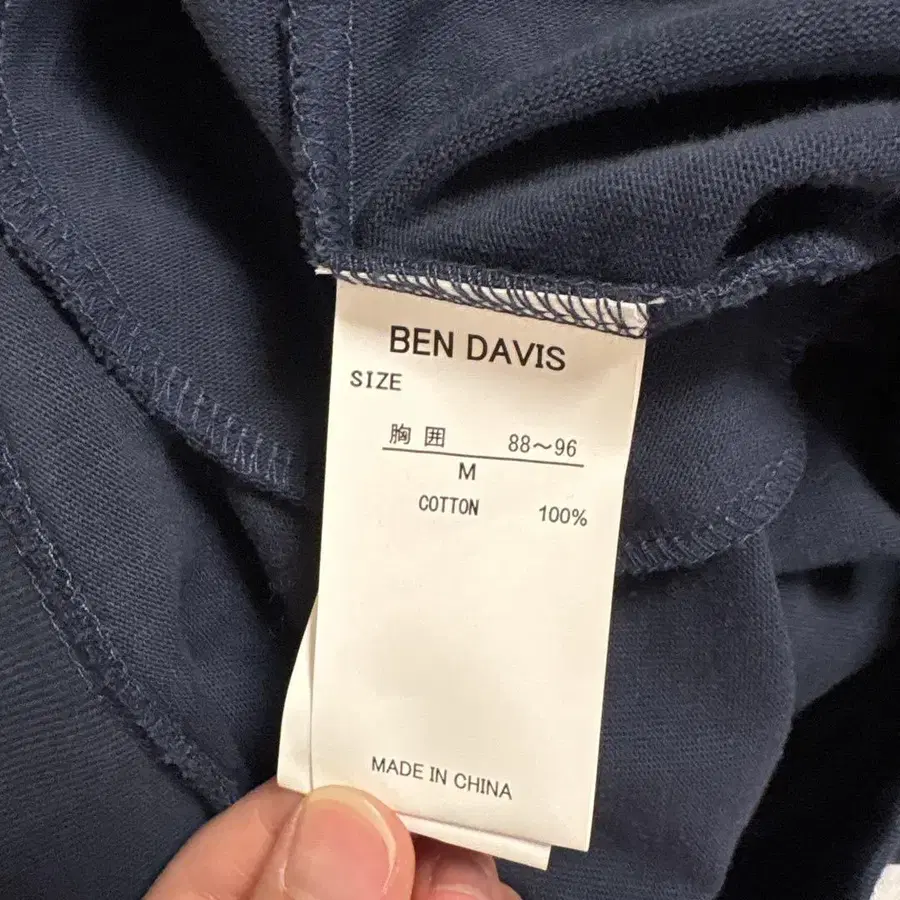 BEN DAVIS
SIZE
胸囲 88～96
M
COTTON 100%
MADE IN CHINA